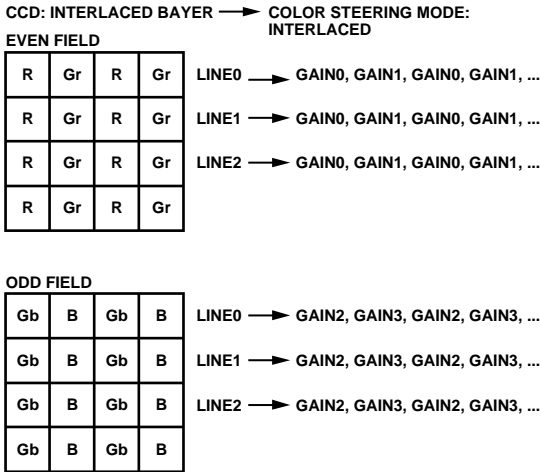 CCD: INTERLACED BAYER COLOR STEERING MODE:
INTERLACED
EVEN FIELD
R Gr R Gr LINE0 GAIN0, GAIN1, GAIN0, GAIN1, ...
R Gr R Gr LINE1 GAIN0, GAIN1, GAIN0, GAIN1, ...
R Gr R Gr LINE2 GAIN0, GAIN1, GAIN0, GAIN1, ...
R Gr R Gr
ODD FIELD
Gb B Gb B LINE0 GAIN2, GAIN3, GAIN2, GAIN3, ...
Gb B Gb B LINE1 GAIN2, GAIN3, GAIN2, GAIN3, ...
Gb B Gb B LINE2 GAIN2, GAIN3, GAIN2, GAIN3, ...
Gb B Gb B